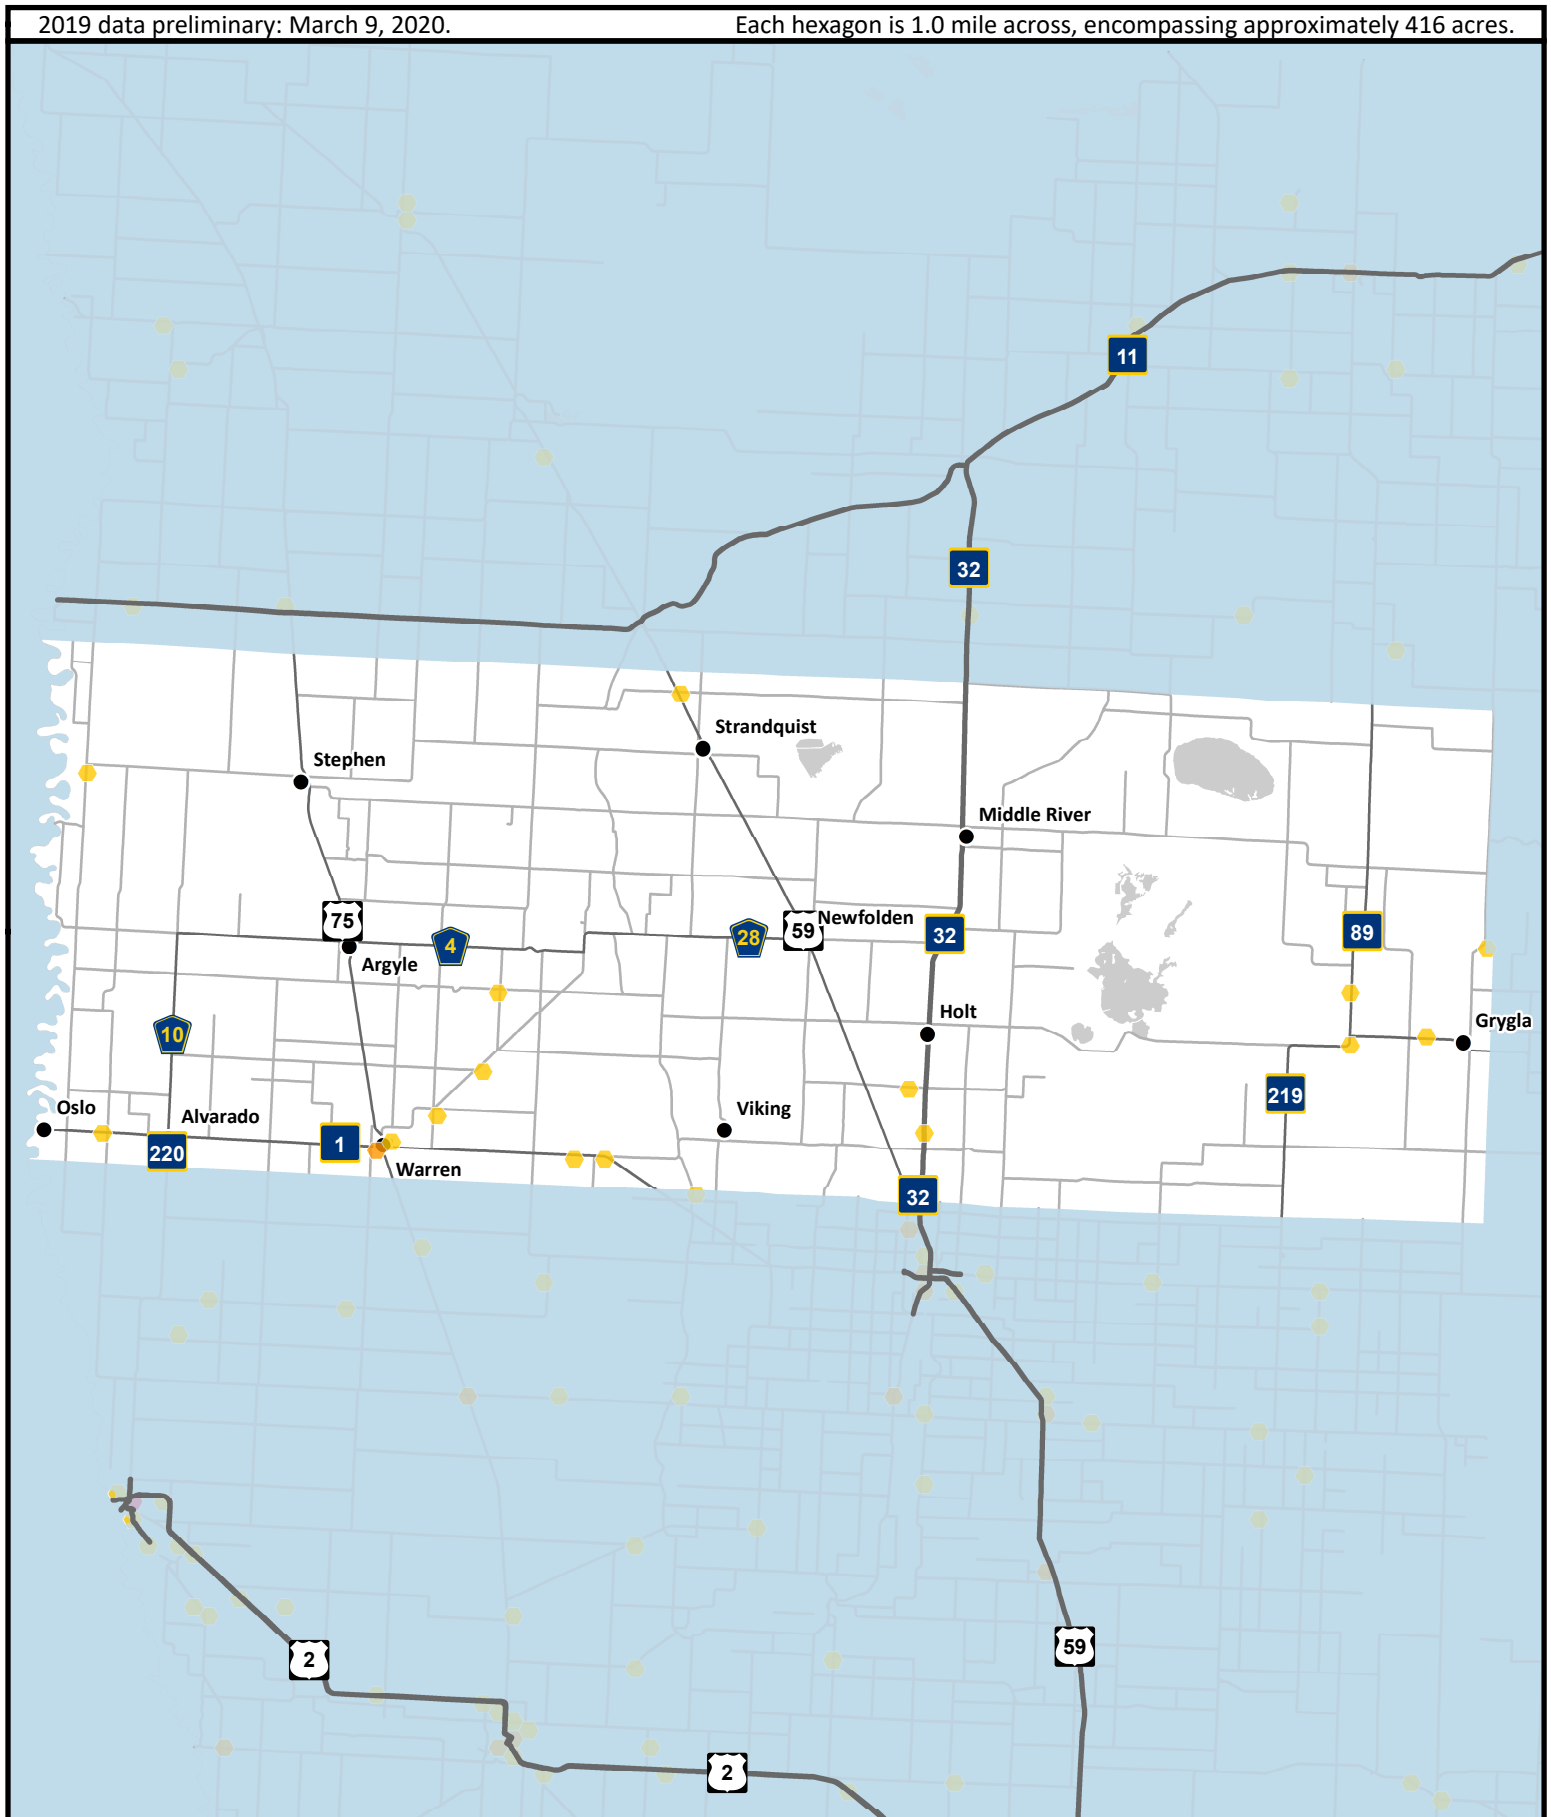 2019 data preliminary: March 9, 2020.
Each hexagon is 1.0 mile across, encompassing approximately 416 acres.
11
32
Strandquist
Stephen
Middle River
75
4
28
59
Newfolden
32
89
Argyle
Holt
Grygla
10
219
Oslo
Alvarado
Viking
220
1
Warren
32
2
59
2